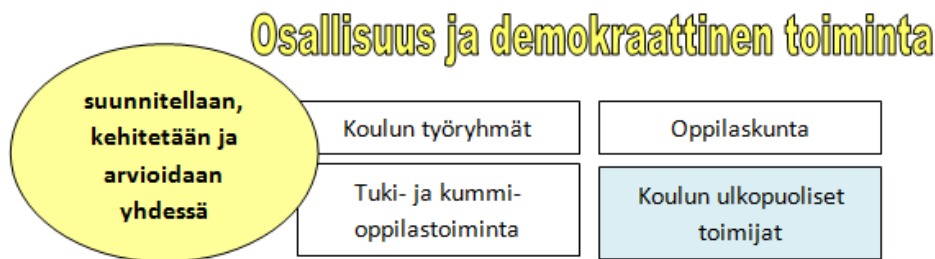 Osallisuus ja demokraattinen toiminta
suunnitellaan,
kehitetään ja
arvioidaan
yhdessä
Koulun työryhmät
Oppilaskunta
Tuki- ja kummi-
oppilastoiminta
Koulun ulkopuoliset
toimijat